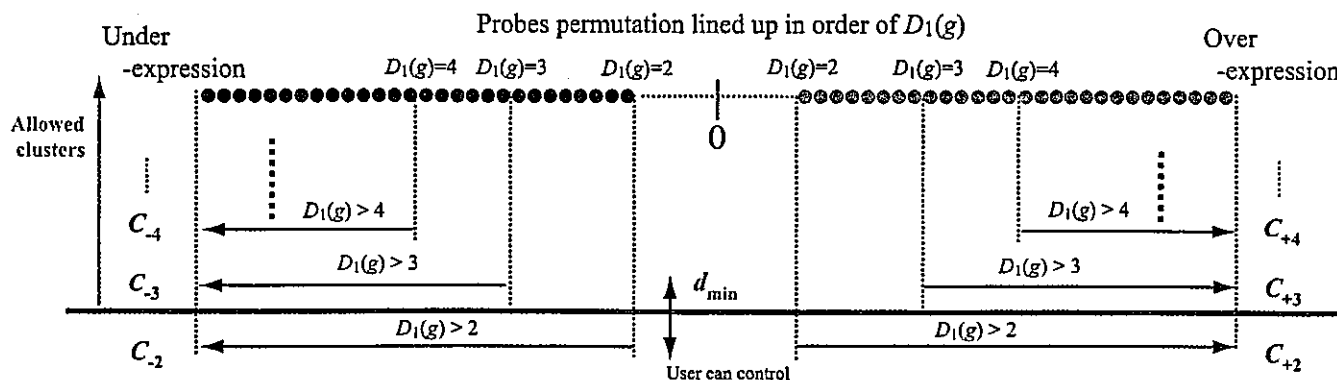 Probes permutation lined up in order of D₁(g)
Under
-expression
Over
-expression
D₁(g)=4 D₁(g)=3 D₁(g)=2 D₁(g)=2 D₁(g)=3 D₁(g)=4
0
Allowed
clusters
C₋₄ D₁(g) > 4 D₁(g) > 4 C₊₄
C₋₃ D₁(g) > 3 d_min D₁(g) > 3 C₊₃
C₋₂ D₁(g) > 2 D₁(g) > 2 C₊₂
User can control